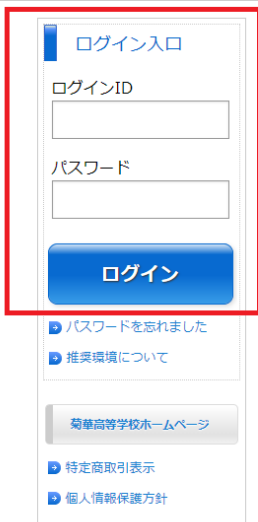 ログイン入口
ログインID
パスワード
ログイン
パスワードを忘れました
推奨環境について
菊華高等学校ホームページ
特定商取引表示
個人情報保護方針